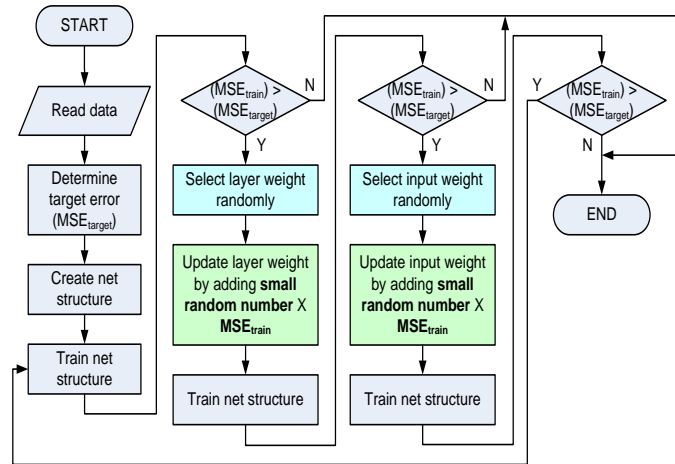 START
Read data
Determine
target error
(MSEtarget)
Create net
structure
Train net
structure
(MSEtrain) >
(MSEtarget)
N
Y
Select layer weight
randomly
Update layer weight
by adding small
random number X
MSEtrain
Train net structure
(MSEtrain) >
(MSEtarget)
N
Y
Select input weight
randomly
Update input weight
by adding small
random number X
MSEtrain
Train net structure
(MSEtrain) >
(MSEtarget)
Y
N
END